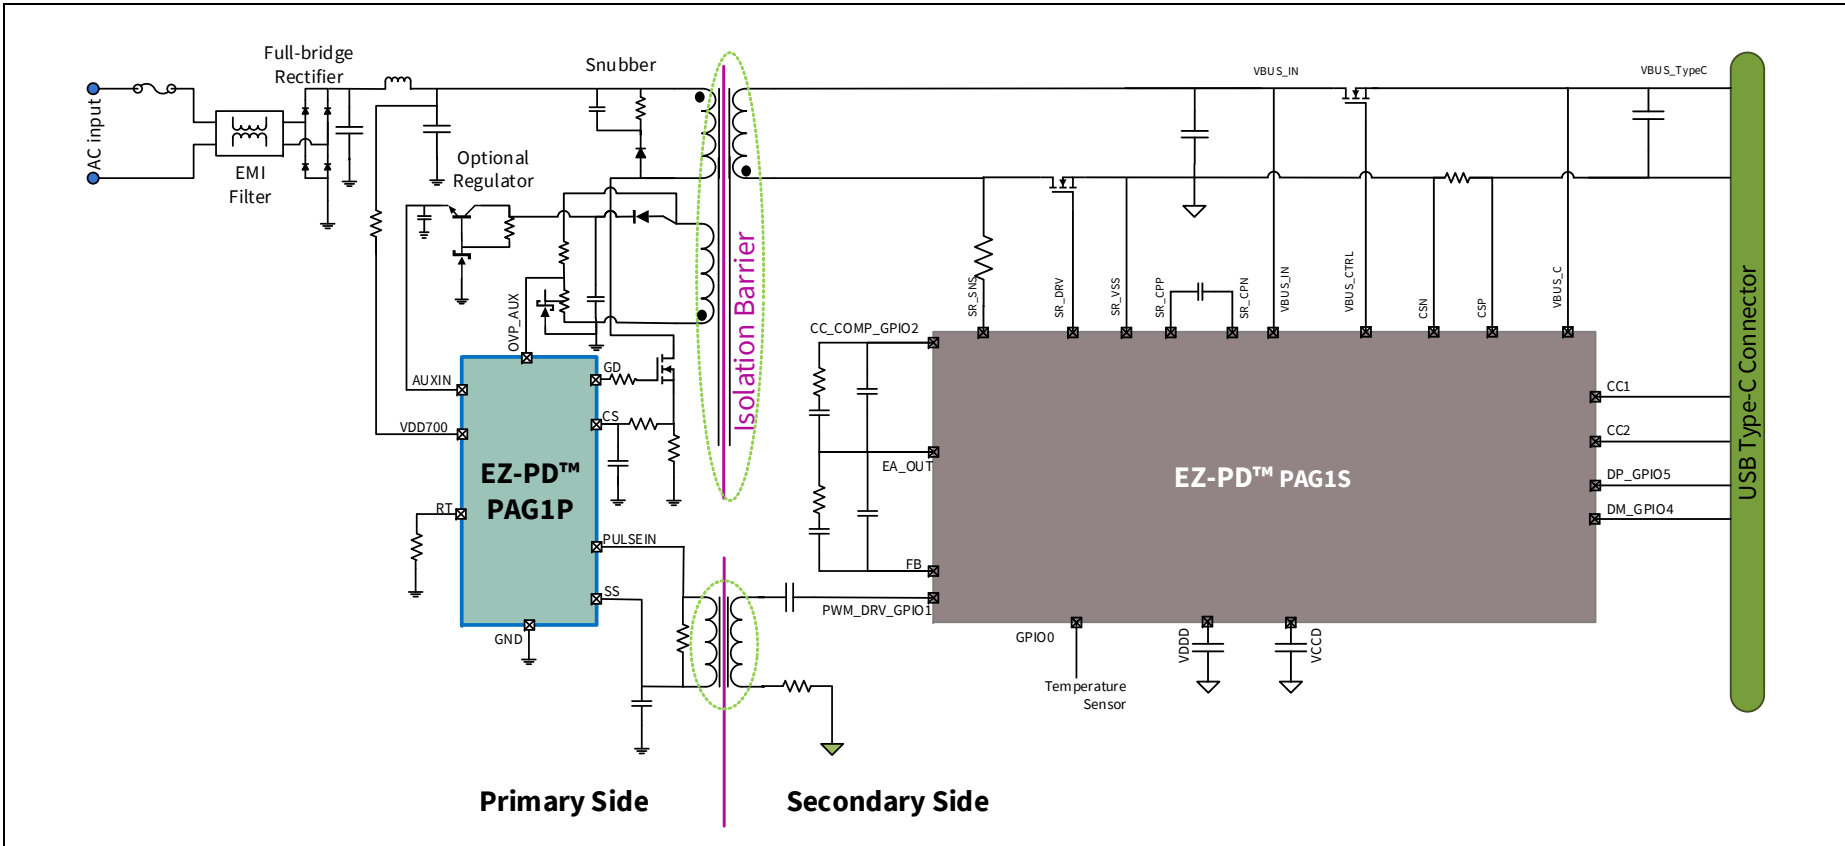 Full-bridge
Rectifier
Snubber
VBUS_IN
VBUS_TypeC
AC input
EMI
Filter
Optional
Regulator
Isolation Barrier
OVP_AUX
AUXIN
VDD700
RT
GND
GD
CS
PULSEIN
SS
EZ-PD™
PAG1P
SR_SNS
SR_DRV
SR_VSS
SR_CPP
SR_CPN
VBUS_IN
VBUS_CTRL
CSN
CSP
VBUS_C
CC_COMP_GPIO2
EA_OUT
FB
PWM_DRV_GPIO1
EZ-PD™ PAG1S
CC1
CC2
DP_GPIO5
DM_GPIO4
USB Type-C Connector
GPIO0
VDDD
VCCD
Temperature
Sensor
Primary Side
Secondary Side